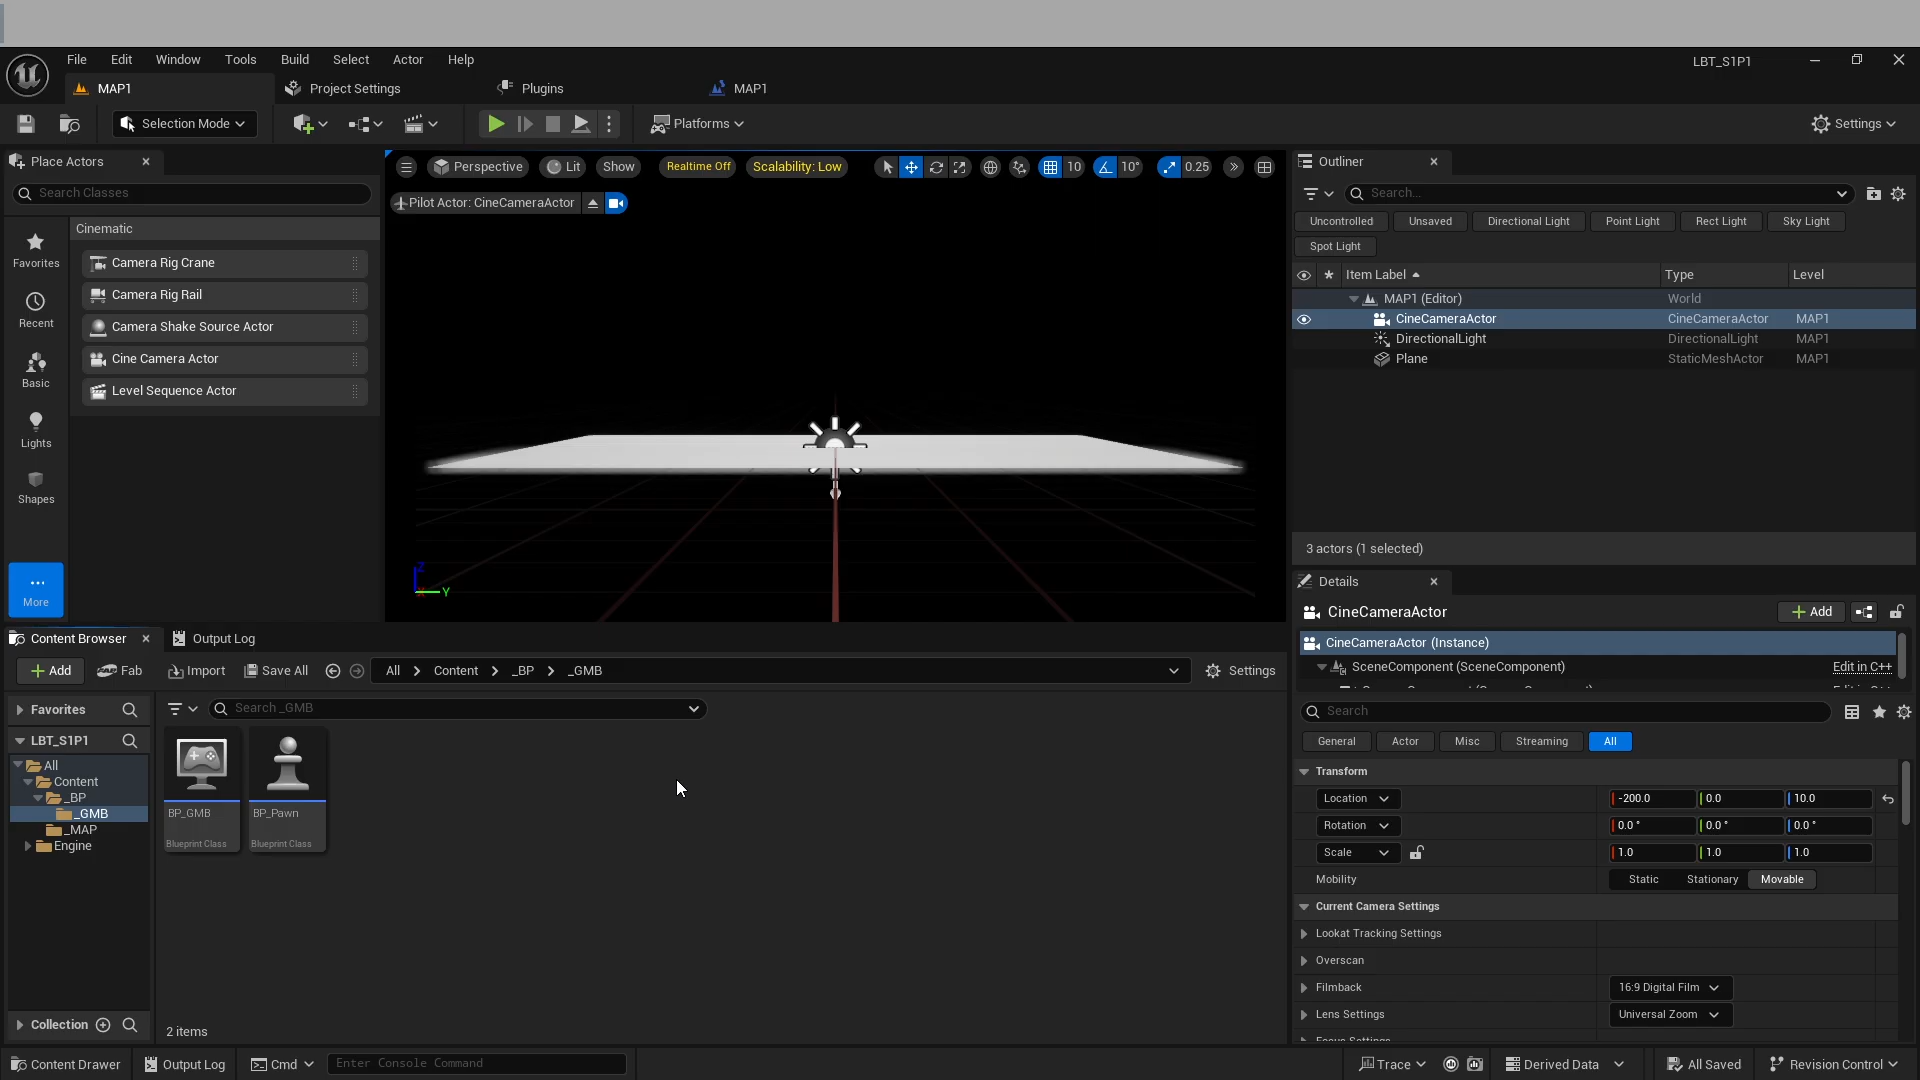 File Edit Window Tools Build Select Actor Help
LBT_S1P1
MAP1
Project Settings
Plugins
MAP1
Selection Mode
Platforms
Settings
Place Actors
Search Classes
Favorites
Recent
Basic
Lights
Shapes
More
Cinematic
Camera Rig Crane
Camera Rig Rail
Camera Shake Source Actor
Cine Camera Actor
Level Sequence Actor
Perspective
Lit
Show
Realtime Off
Scalability: Low
10
10°
0.25
Pilot Actor: CineCameraActor
Z
Y
Outliner
Search...
Uncontrolled Unsaved Directional Light Point Light Rect Light Sky Light
Spot Light
Item Label Type Level
MAP1 (Editor) World
CineCameraActor CineCameraActor MAP1
DirectionalLight DirectionalLight MAP1
Plane StaticMeshActor MAP1
3 actors (1 selected)
Details
CineCameraActor
Add
CineCameraActor (Instance)
SceneComponent (SceneComponent) Edit in C++
Search
General Actor Misc Streaming All
Transform
Location -200.0 0.0 10.0
Rotation 0.0° 0.0° 0.0°
Scale 1.0 1.0 1.0
Mobility Static Stationary Movable
Current Camera Settings
Lookat Tracking Settings
Overscan
Filmback 16:9 Digital Film
Lens Settings Universal Zoom
Content Browser
Output Log
Add Fab Import Save All
All > Content > _BP > _GMB
Settings
Favorites
LBT_S1P1
All
Content
_BP
_GMB
_MAP
Engine
Collection
Search _GMB
BP_GMB
Blueprint Class
BP_Pawn
Blueprint Class
2 items
Content Drawer Output Log Cmd Enter Console Command
Trace
Derived Data
All Saved
Revision Control